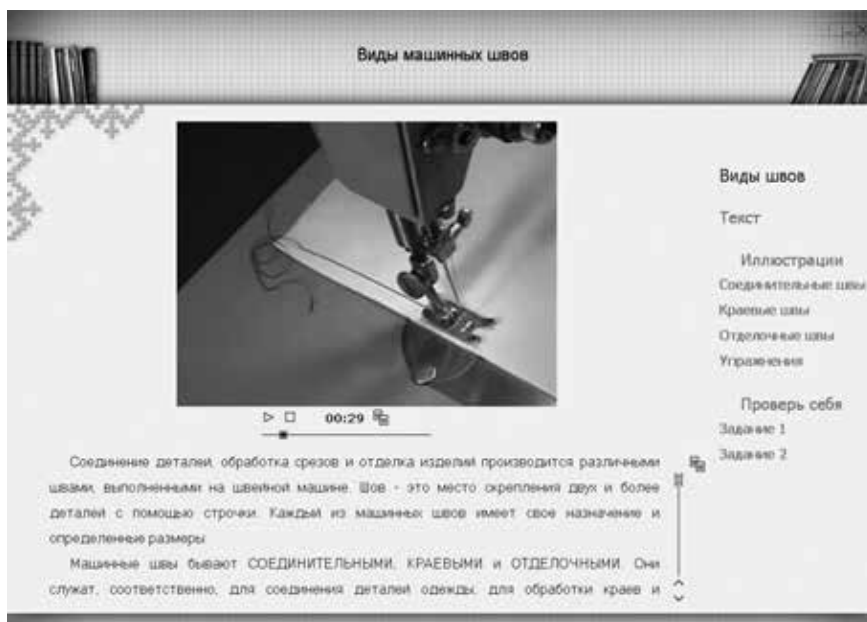 Виды машинных швов
00:29
Соединение деталей, обработка срезов и отделка изделий производится различными
швами, выполненными на швейной машине. Шов - это место скрепления двух и более
деталей с помощью строчки. Каждый из машинных швов имеет свое назначение и
определенные размеры
Машинные швы бывают СОЕДИНИТЕЛЬНЫМИ, КРАЕВЫМИ и ОТДЕЛОЧНЫМИ. Они
служат, соответственно, для соединения деталей одежды, для обработки краев и
Виды швов
Текст
Иллюстрации
Соединительные швы
Краевые швы
Отделочные швы
Упражнения
Проверь себя
Задание 1
Задание 2